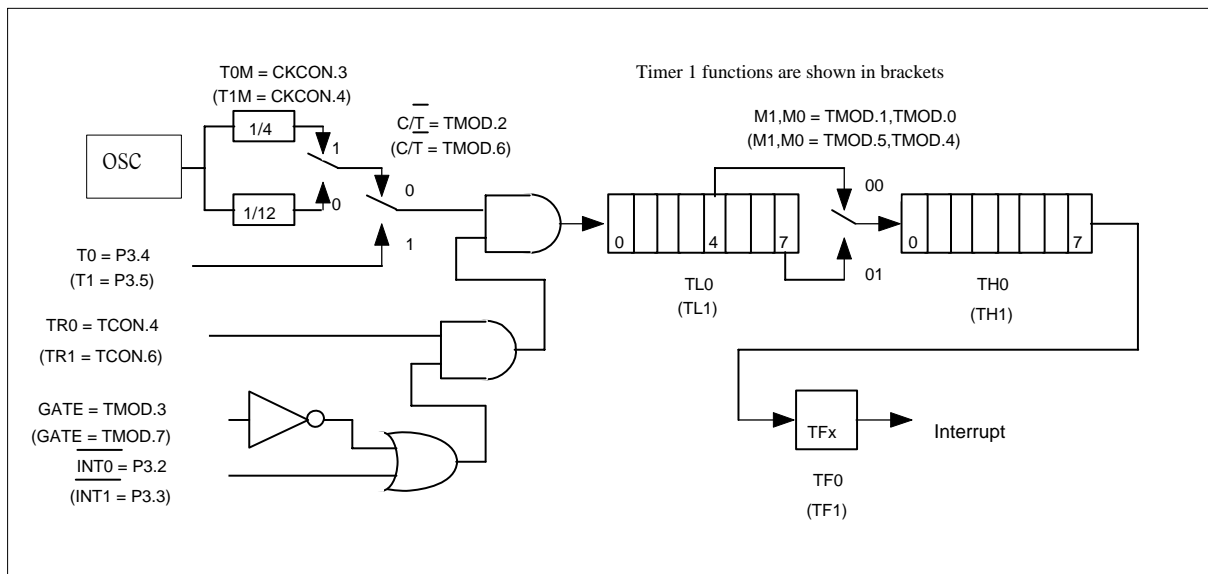 T0M = CKCON.3
(T1M = CKCON.4)
Timer 1 functions are shown in brackets
1/4
OSC
1
0
1/12
C/T̅ = TMOD.2
(C/T̅ = TMOD.6)
0
1
M1,M0 = TMOD.1,TMOD.0
(M1,M0 = TMOD.5,TMOD.4)
00
01
0 4 7
0 7
T0 = P3.4
(T1 = P3.5)
TL0
(TL1)
TH0
(TH1)
TR0 = TCON.4
(TR1 = TCON.6)
GATE = TMOD.3
(GATE = TMOD.7)
I̅N̅T̅0̅ = P3.2
(I̅N̅T̅1̅ = P3.3)
TFx
Interrupt
TF0
(TF1)